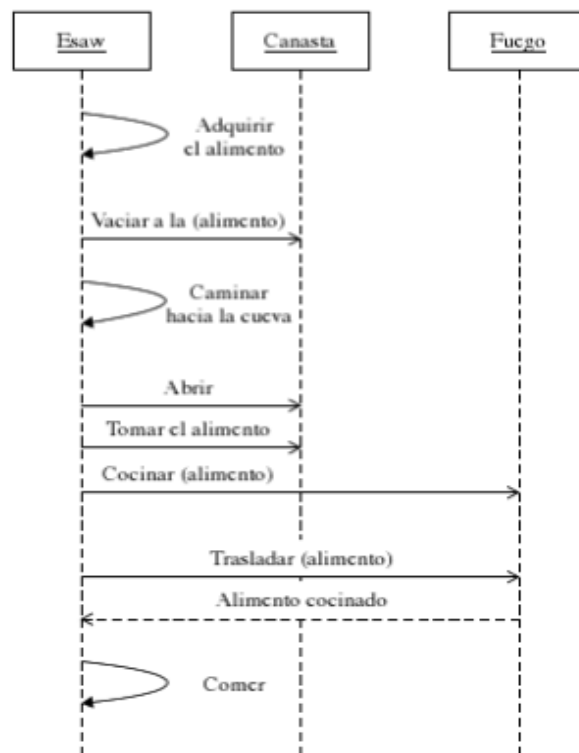 Esaw
Canasta
Fuego
Adquirir
el alimento
Vaciar a la (alimento)
Caminar
hacia la cueva
Abrir
Tomar el alimento
Cocinar (alimento)
Trasladar (alimento)
Alimento cocinado
Comer